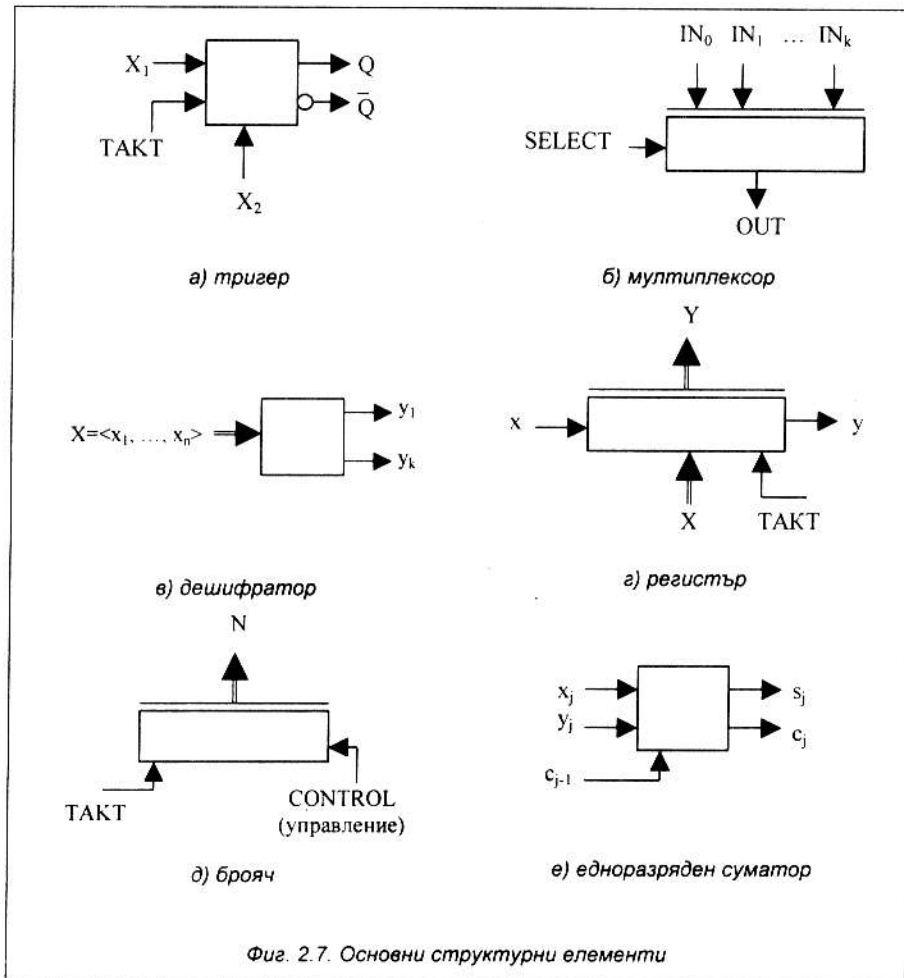 X₁
Q
Q̄
TAKT
X₂
а) тригер
IN₀ IN₁ ... INₖ
SELECT
OUT
б) мултиплексор
X=<x₁, ..., xₙ>
y₁
yₖ
в) дешифратор
Y
x
y
X
TAKT
г) регистър
N
TAKT
CONTROL
(управление)
д) брояч
xⱼ
yⱼ
cⱼ₋₁
sⱼ
cⱼ
е) едноразряден суматор
Фиг. 2.7. Основни структурни елементи